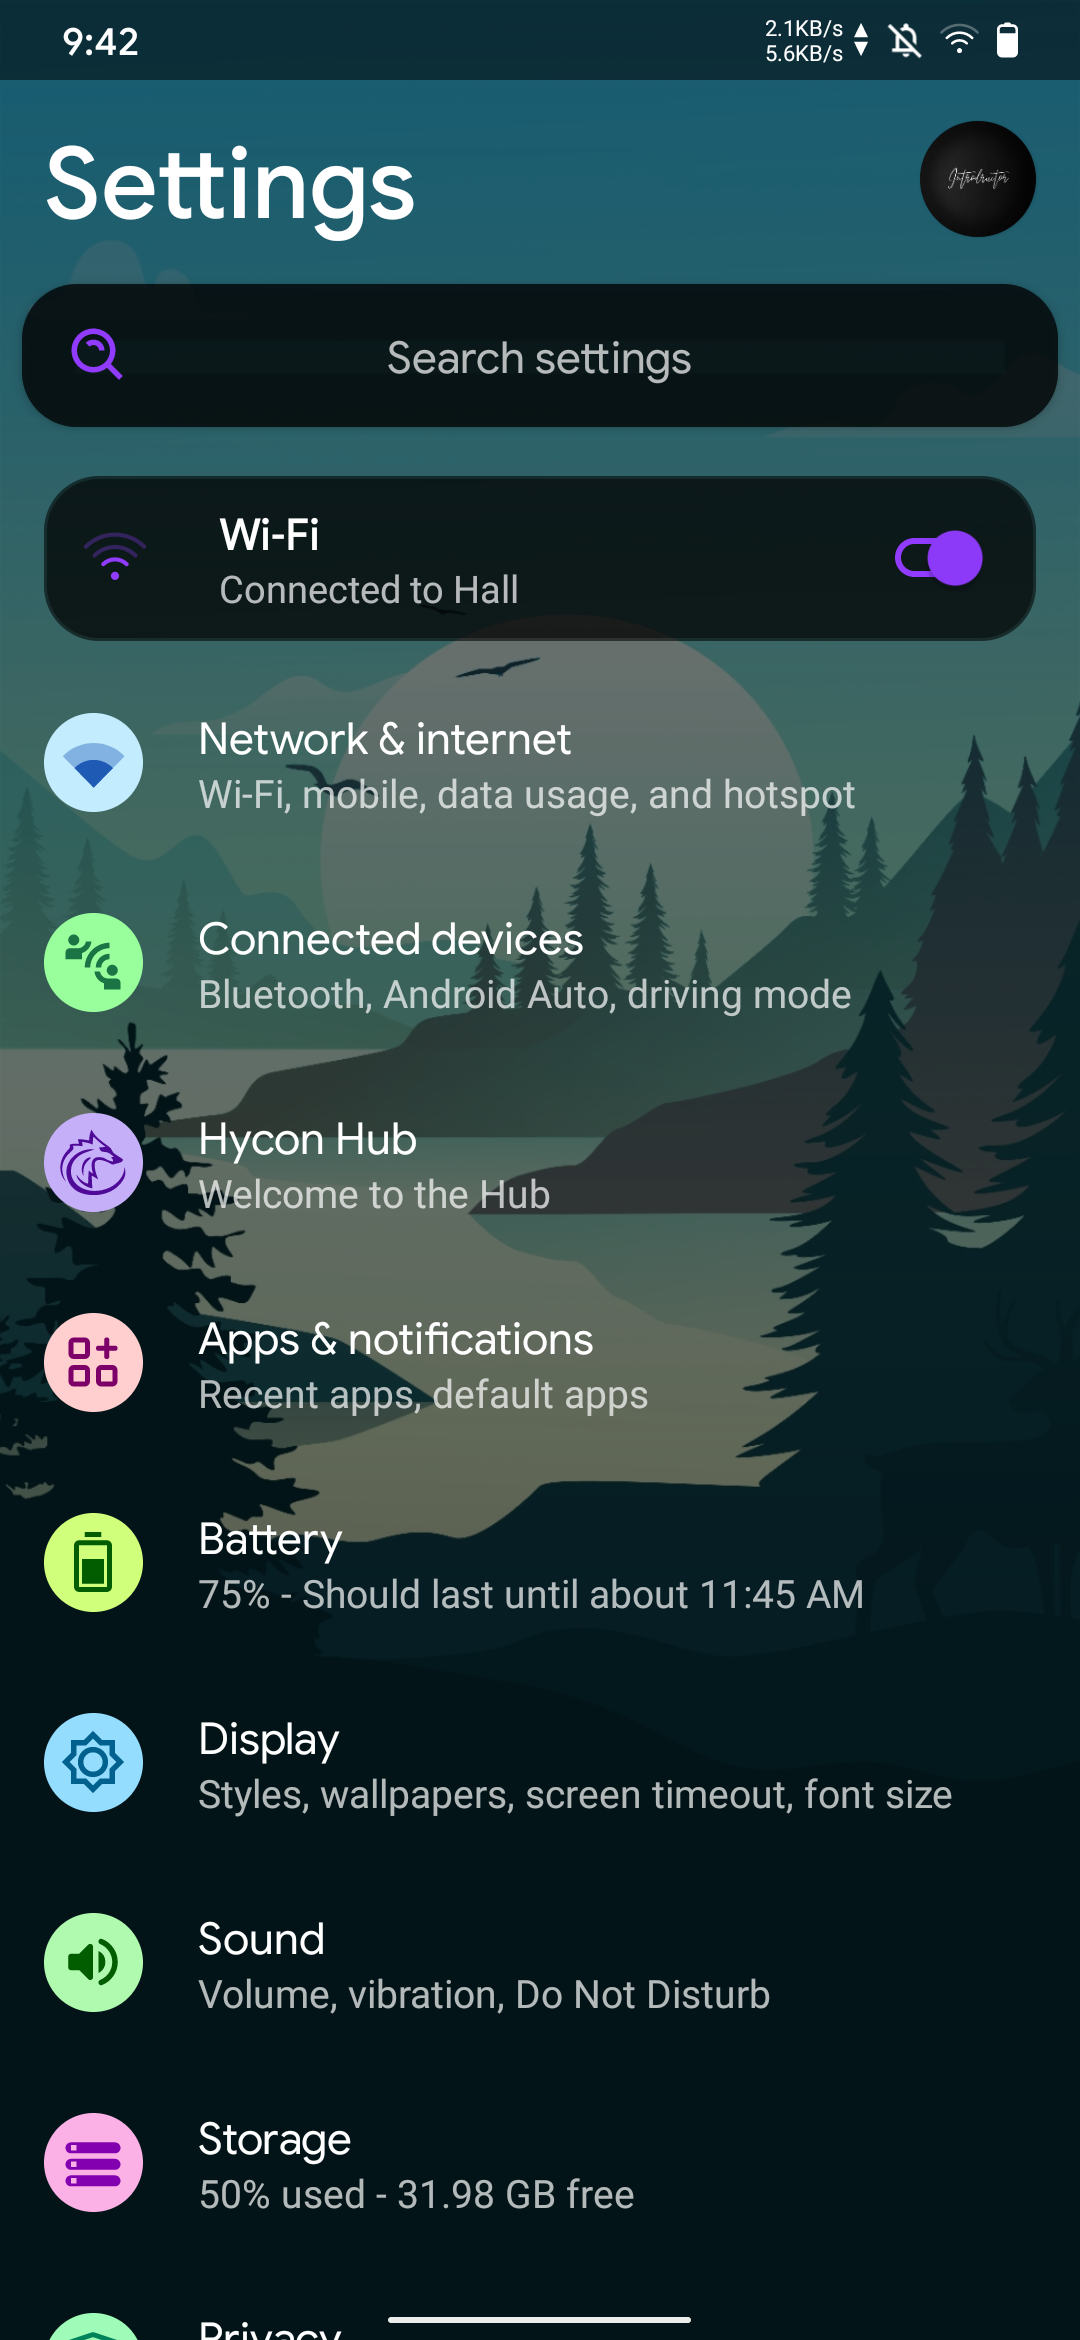 9:42
2.1KB/s
5.6KB/s
Settings
Introductor
Search settings
Wi-Fi
Connected to Hall
Network & internet
Wi-Fi, mobile, data usage, and hotspot
Connected devices
Bluetooth, Android Auto, driving mode
Hycon Hub
Welcome to the Hub
Apps & notifications
Recent apps, default apps
Battery
75% - Should last until about 11:45 AM
Display
Styles, wallpapers, screen timeout, font size
Sound
Volume, vibration, Do Not Disturb
Storage
50% used - 31.98 GB free
Privacy